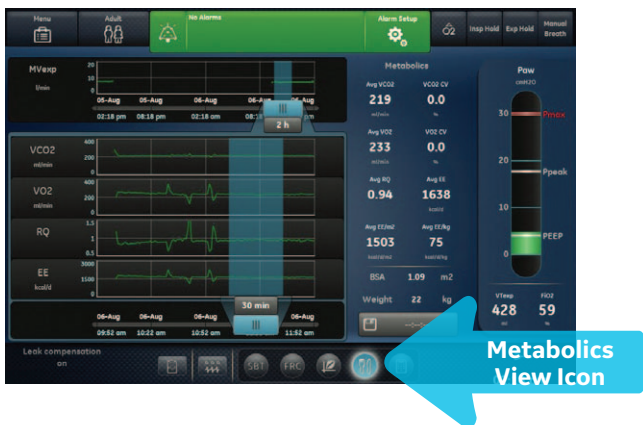 Menu
Adult
No Alarms
Alarm Setup
O2
Insp Hold
Exp Hold
Manual
Breath
MVexp
l/min
20
10
0
05-Aug 05-Aug 05-Aug 06-Aug 06-Aug
02:18 pm 08:18 pm 02:18 am
2 h
VCO2
ml/min
400
200
VO2
ml/min
400
200
RQ
1.5
1
0.5
EE
kcal/d
3000
1500
0
30 min
06-Aug 06-Aug 06-Aug 06-Aug
09:52 am 10:22 am 10:52 am 11:52 am
Metabolics
Avg VCO2 VCO2 CV
219 0.0
ml/min %
Avg VO2 VO2 CV
233 0.0
ml/min %
Avg RQ Avg EE
0.94 1638
kcal/d
Avg EE/m2 Avg EE/kg
1503 75
BSA 1.09 m2
Weight 22 kg
Paw
cmH2O
30
Pmax
20
Ppeak
10
PEEP
0
VTexp FiO2
428 59
ml %
Leak compensation
on
SBT
FRC
Metabolics
View Icon